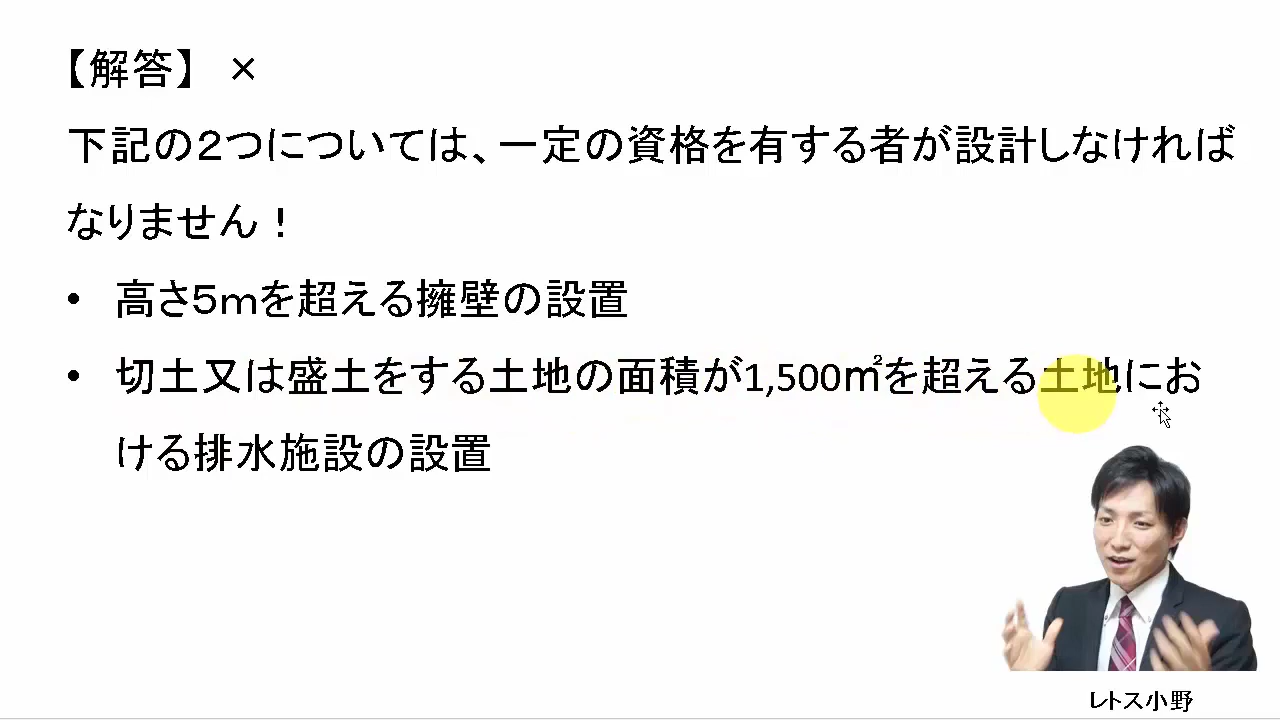 【解答】 ×
下記の２つについては、一定の資格を有する者が設計しなければ
なりません！
• 高さ５ｍを超える擁壁の設置
• 切土又は盛土をする土地の面積が1,500㎡を超える土地にお
ける排水施設の設置
レトス小野